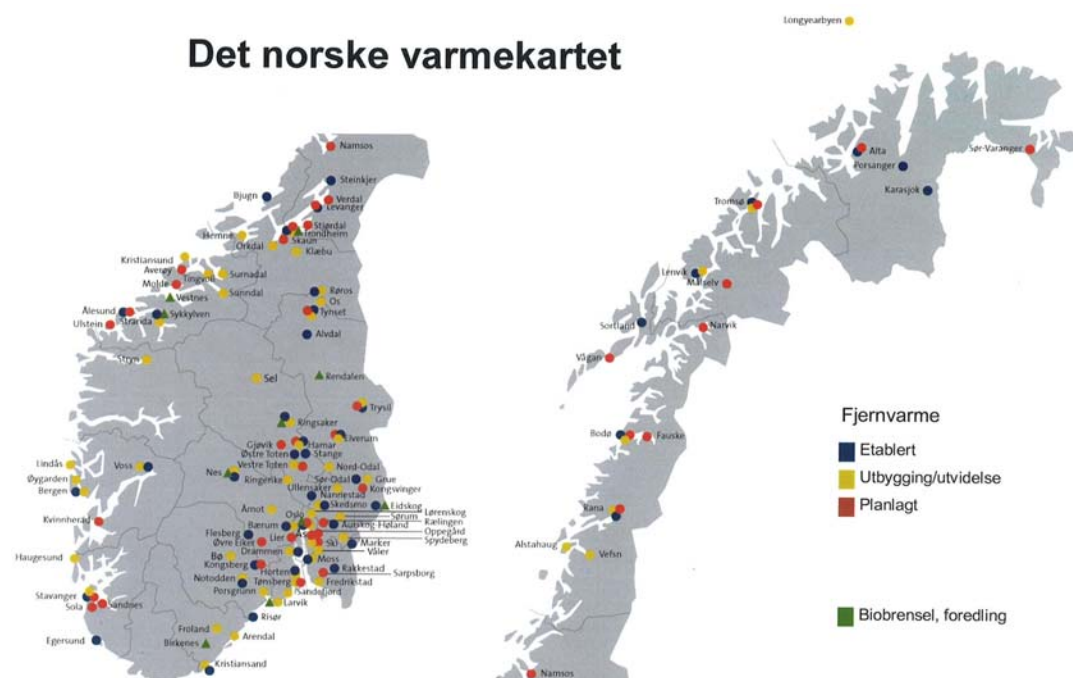 Longyearbyen
Det norske varmekartet
Namsos
Alta
Sør-Varanger
Porsanger
Steinkjer
Karasjok
Bjugn
Verdal
Levanger
Tromsø
Stjørdal
Trondheim
Hemne
Skaun
Orkdal
Klæbu
Kristiansund
Averøy
Tingvoll
Surnadal
Lenvik
Molde
Målselv
Sunndal
Vestnes
Røros
Os
Ålesund
Sykkylven
Tynset
Stranda
Ulstein
Sortland
Narvik
Alvdal
Stryn
Vågan
Sel
Rendalen
Trysil
Fjernvarme
Ringsaker
Bodø
Fauske
Elverum
Gjøvik
Hamar
Etablert
Østre Toten
Stange
Lindås
Voss
Vestre Toten
Nord-Odal
Utbygging/utvidelse
Nes
Øygarden
Ringerike
Sør-Odal
Grue
Bergen
Ullensaker
Kongsvinger
Planlagt
Nannestad
Skedsmo
Eidskog
Åmot
Lørenskog
Rana
Kvinnherad
Oslo
Sørum
Bærum
Aurskog-Høland
Rælingen
Flesberg
Lier
Ås
Oppegård
Øvre Eiker
Ski
Marker
Spydeberg
Alstahaug
Haugesund
Bø
Drammen
Våler
Vefsn
Kongsberg
Moss
Horten
Rakkestad
Sarpsborg
Notodden
Tønsberg
Fredrikstad
Stavanger
Porsgrunn
Sandefjord
Sandnes
Larvik
Sola
Risør
Biobrensel, foredling
Froland
Egersund
Arendal
Birkenes
Kristiansand
Namsos